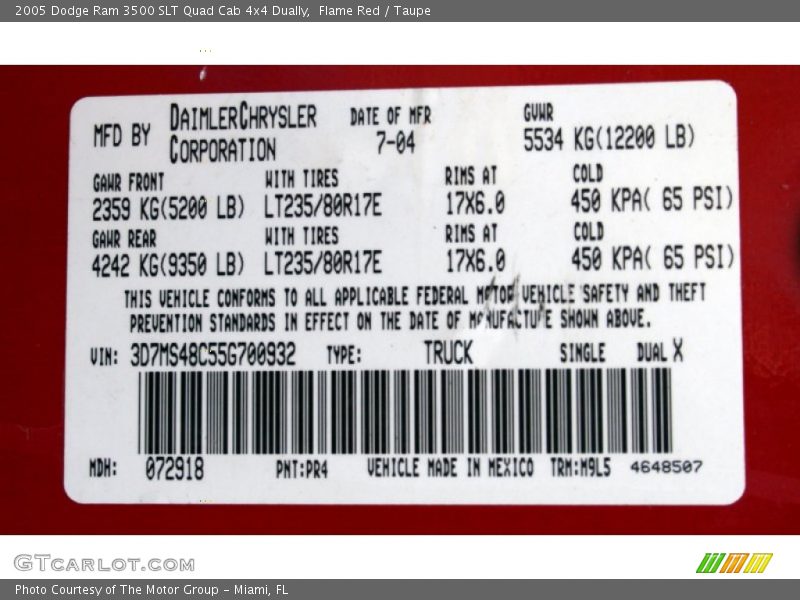 2005 Dodge Ram 3500 SLT Quad Cab 4x4 Dually,  Flame Red / Taupe
MFD BY DAIMLERCHRYSLER CORPORATION DATE OF MFR 7-04 GVWR 5534 KG(12200 LB)
GAWR FRONT WITH TIRES RIMS AT COLD
2359 KG(5200 LB) LT235/80R17E 17X6.0 450 KPA( 65 PSI)
GAWR REAR WITH TIRES RIMS AT COLD
4242 KG(9350 LB) LT235/80R17E 17X6.0 450 KPA( 65 PSI)
THIS VEHICLE CONFORMS TO ALL APPLICABLE FEDERAL MOTOR VEHICLE SAFETY AND THEFT
PREVENTION STANDARDS IN EFFECT ON THE DATE OF MANUFACTURE SHOWN ABOVE.
VIN: 3D7MS48C55G700932 TYPE: TRUCK SINGLE DUAL X
MDH: 072918 PNT:PR4 VEHICLE MADE IN MEXICO TRM:M9L5 4648507
GTCARLOT.COM
Photo Courtesy of The Motor Group - Miami, FL